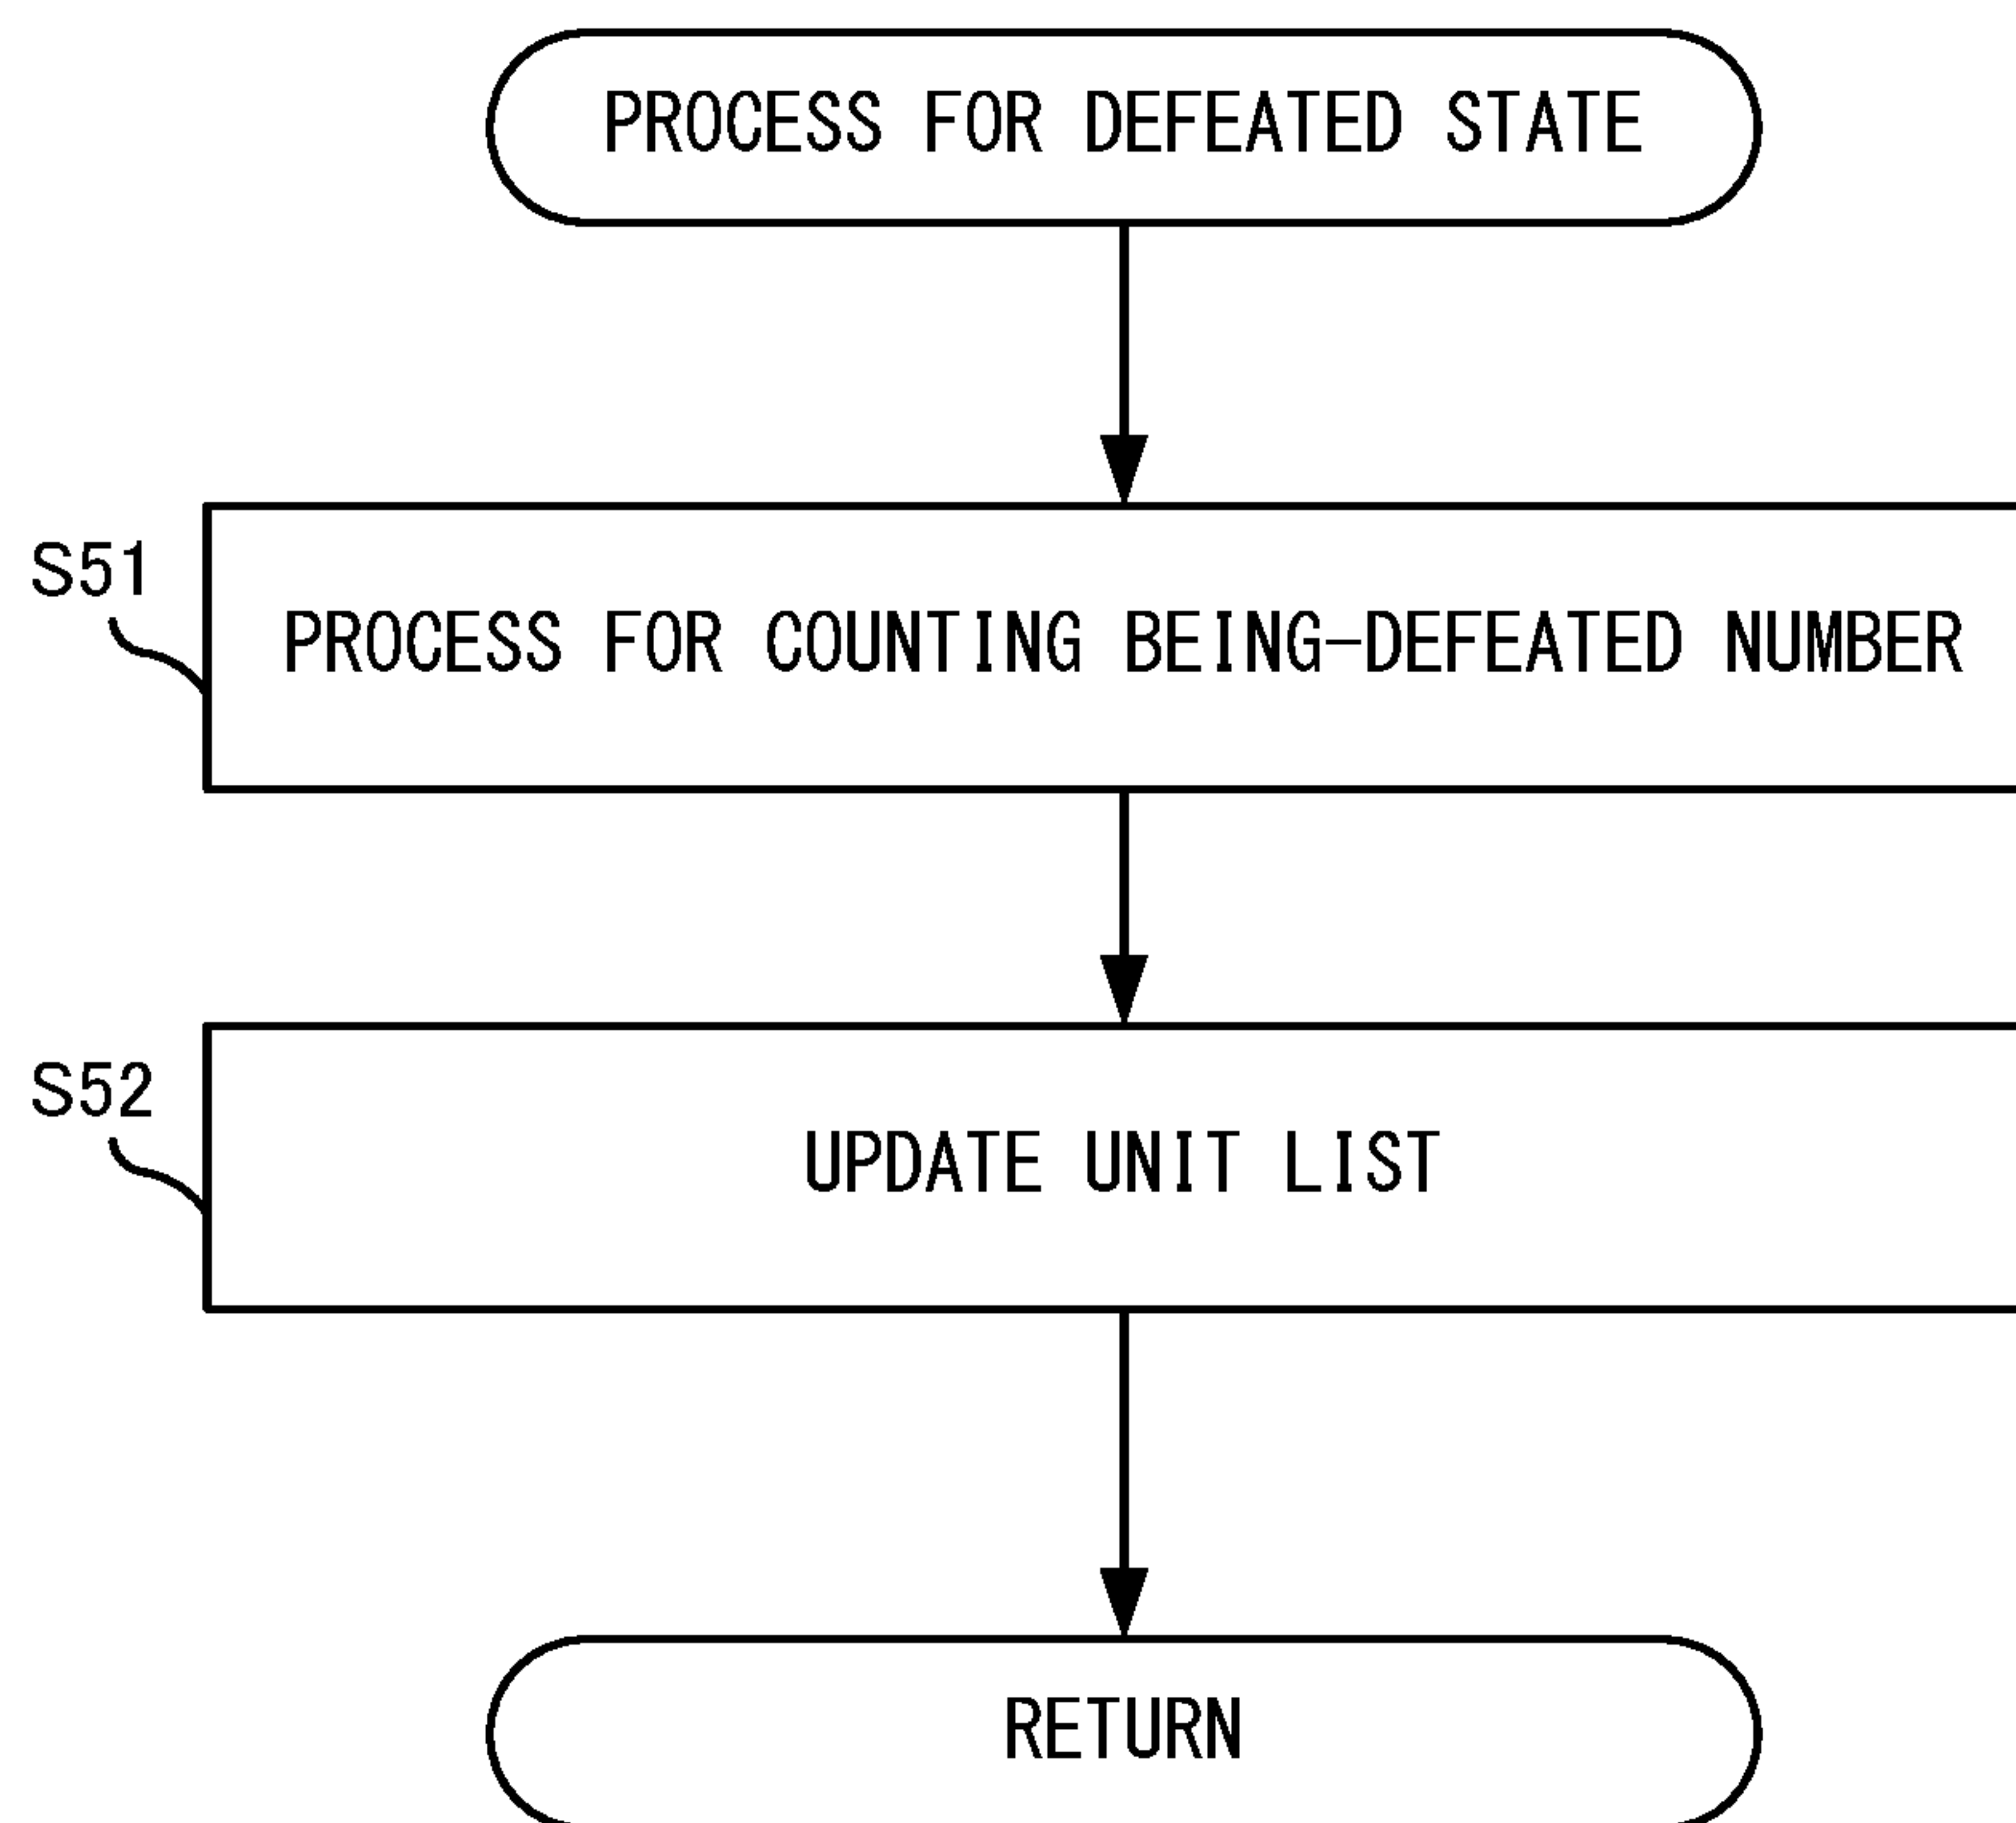 PROCESS FOR DEFEATED STATE
S51
PROCESS FOR COUNTING BEING-DEFEATED NUMBER
S52
UPDATE UNIT LIST
RETURN